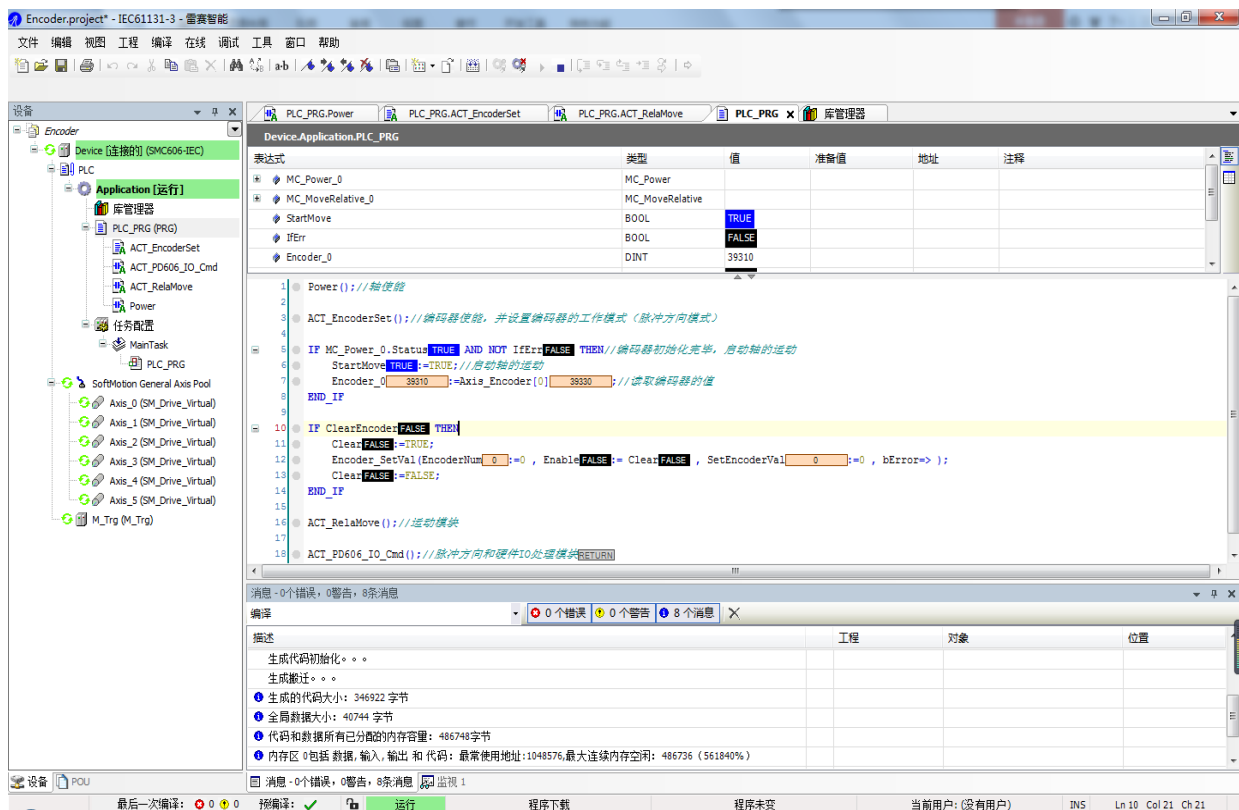 Encoder.project* - IEC61131-3 - 雷赛智能
文件 编辑 视图 工程 编译 在线 调试 工具 窗口 帮助
设备
Encoder
Device [连接的] (SMC606-IEC)
PLC
Application [运行]
库管理器
PLC_PRG (PRG)
ACT_EncoderSet
ACT_PD606_IO_Cmd
ACT_RelaMove
Power
任务配置
MainTask
PLC_PRG
SoftMotion General Axis Pool
Axis_0 (SM_Drive_Virtual)
Axis_1 (SM_Drive_Virtual)
Axis_2 (SM_Drive_Virtual)
Axis_3 (SM_Drive_Virtual)
Axis_4 (SM_Drive_Virtual)
Axis_5 (SM_Drive_Virtual)
M_Trg (M_Trg)
设备 POU
PLC_PRG.Power PLC_PRG.ACT_EncoderSet PLC_PRG.ACT_RelaMove PLC_PRG X 库管理器
Device.Application.PLC_PRG
表达式 类型 值 准备值 地址 注释
MC_Power_0 MC_Power
MC_MoveRelative_0 MC_MoveRelative
StartMove BOOL TRUE
IfErr BOOL FALSE
Encoder_0 DINT 39310
1 Power();//轴使能
2
3 ACT_EncoderSet();//编码器使能，并设置编码器的工作模式（脉冲方向模式）
4
5 IF MC_Power_0.Status TRUE AND NOT IfErr FALSE THEN//编码器初始化完毕，启动轴的运动
6 StartMove TRUE :=TRUE;//启动轴的运动
7 Encoder_0 39310 :=Axis_Encoder[0] 39330 ;//读取编码器的值
8 END_IF
9
10 IF ClearEncoder FALSE THEN
11 Clear FALSE :=TRUE;
12 Encoder_SetVal(EncoderNum 0 :=0 , Enable FALSE := Clear FALSE , SetEncoderVal 0 :=0 , bError=> );
13 Clear FALSE :=FALSE;
14 END_IF
15
16 ACT_RelaMove();//运动模块
17
18 ACT_PD606_IO_Cmd();//脉冲方向和硬件IO处理模块 RETURN
消息 - 0个错误，0警告，8条消息
编译 0 个错误 0 个警告 8 个消息
描述 工程 对象 位置
生成代码初始化。。。
生成搬迁。。。
生成的代码大小: 346922 字节
全局数据大小: 40744 字节
代码和数据所有已分配的内存容量: 486748字节
内存区 0包括 数据, 输入, 输出 和 代码: 最常使用地址:1048576,最大连续内存空闲: 486736 (561840%)
消息 - 0个错误，0警告，8条消息 监视 1
最后一次编译: 0 0 预编译: 运行 程序下载 程序未变 当前用户: (没有用户) INS Ln 10 Col 21 Ch 21